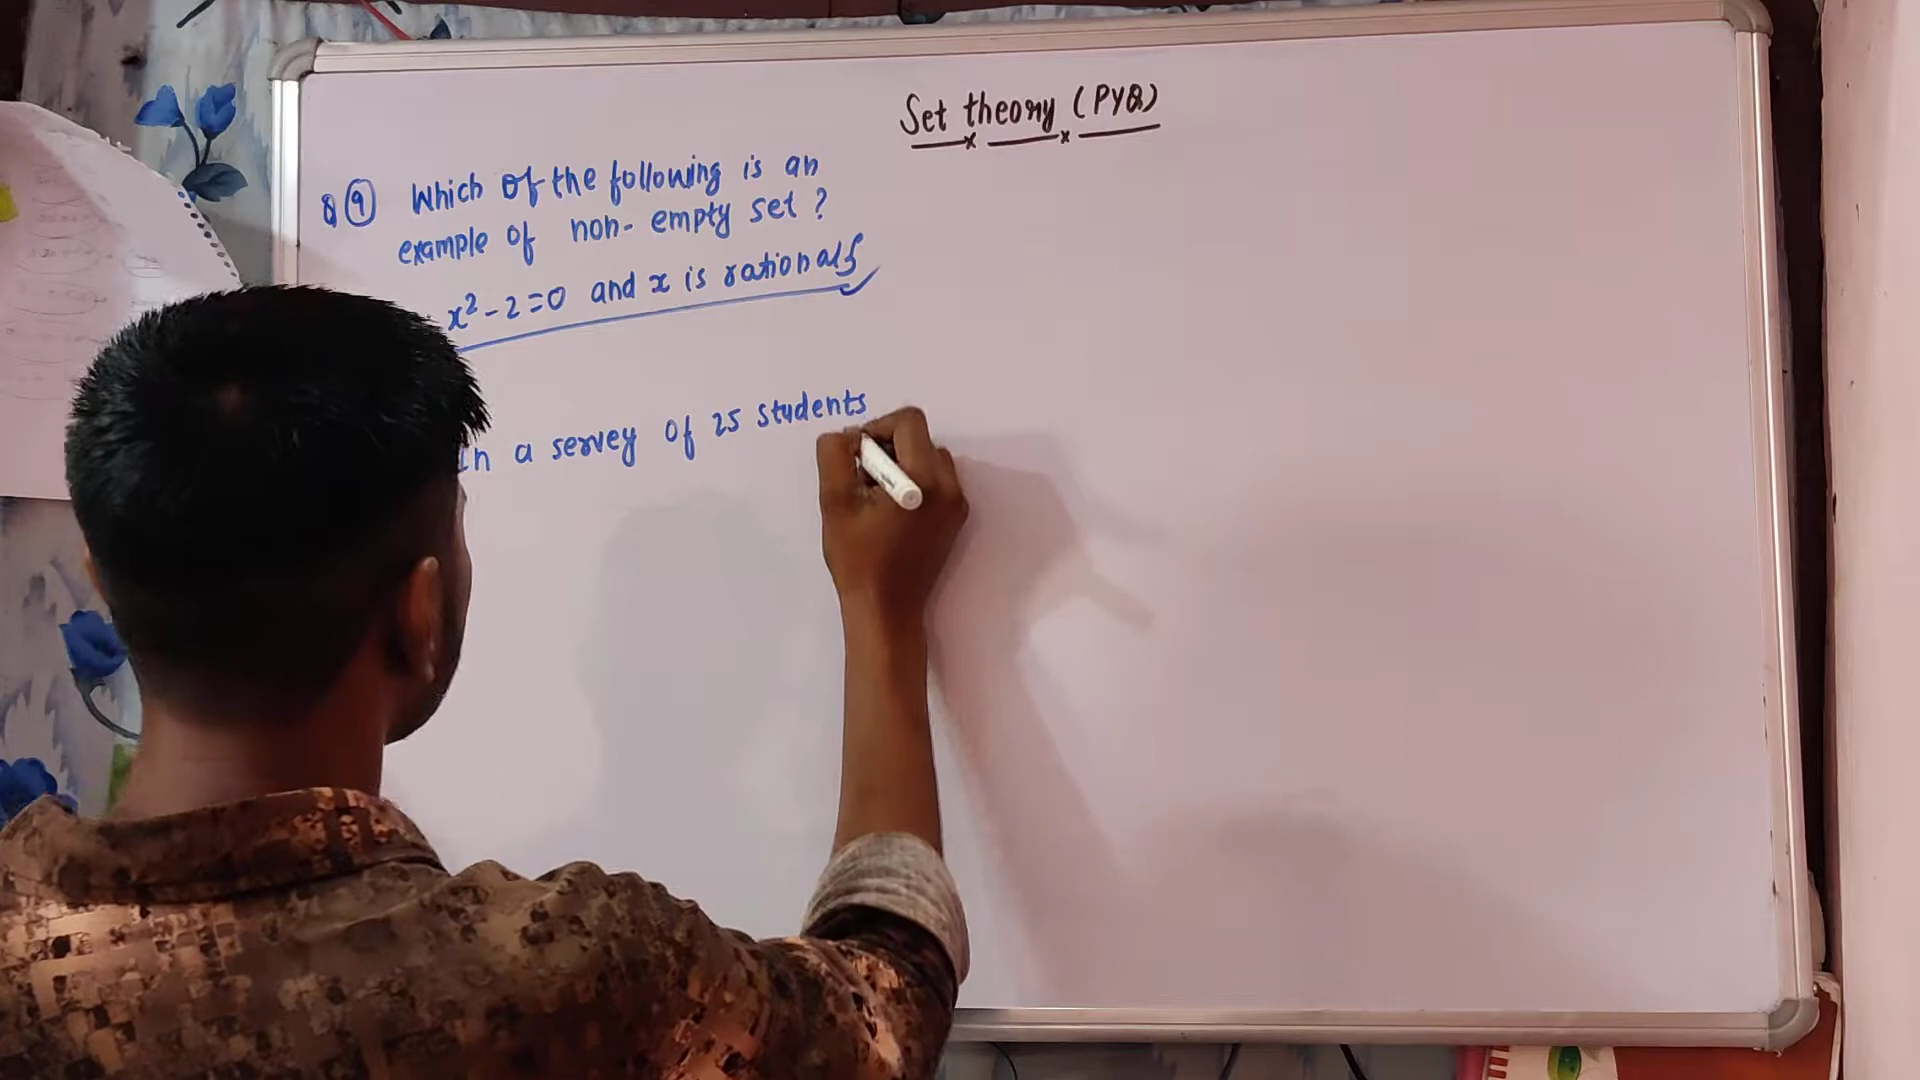 Set theory (PYQ)
Q 9 Which of the following is an
example of non-empty set ?
x² - 2 = 0 and x is rational}
In a servey of 25 students